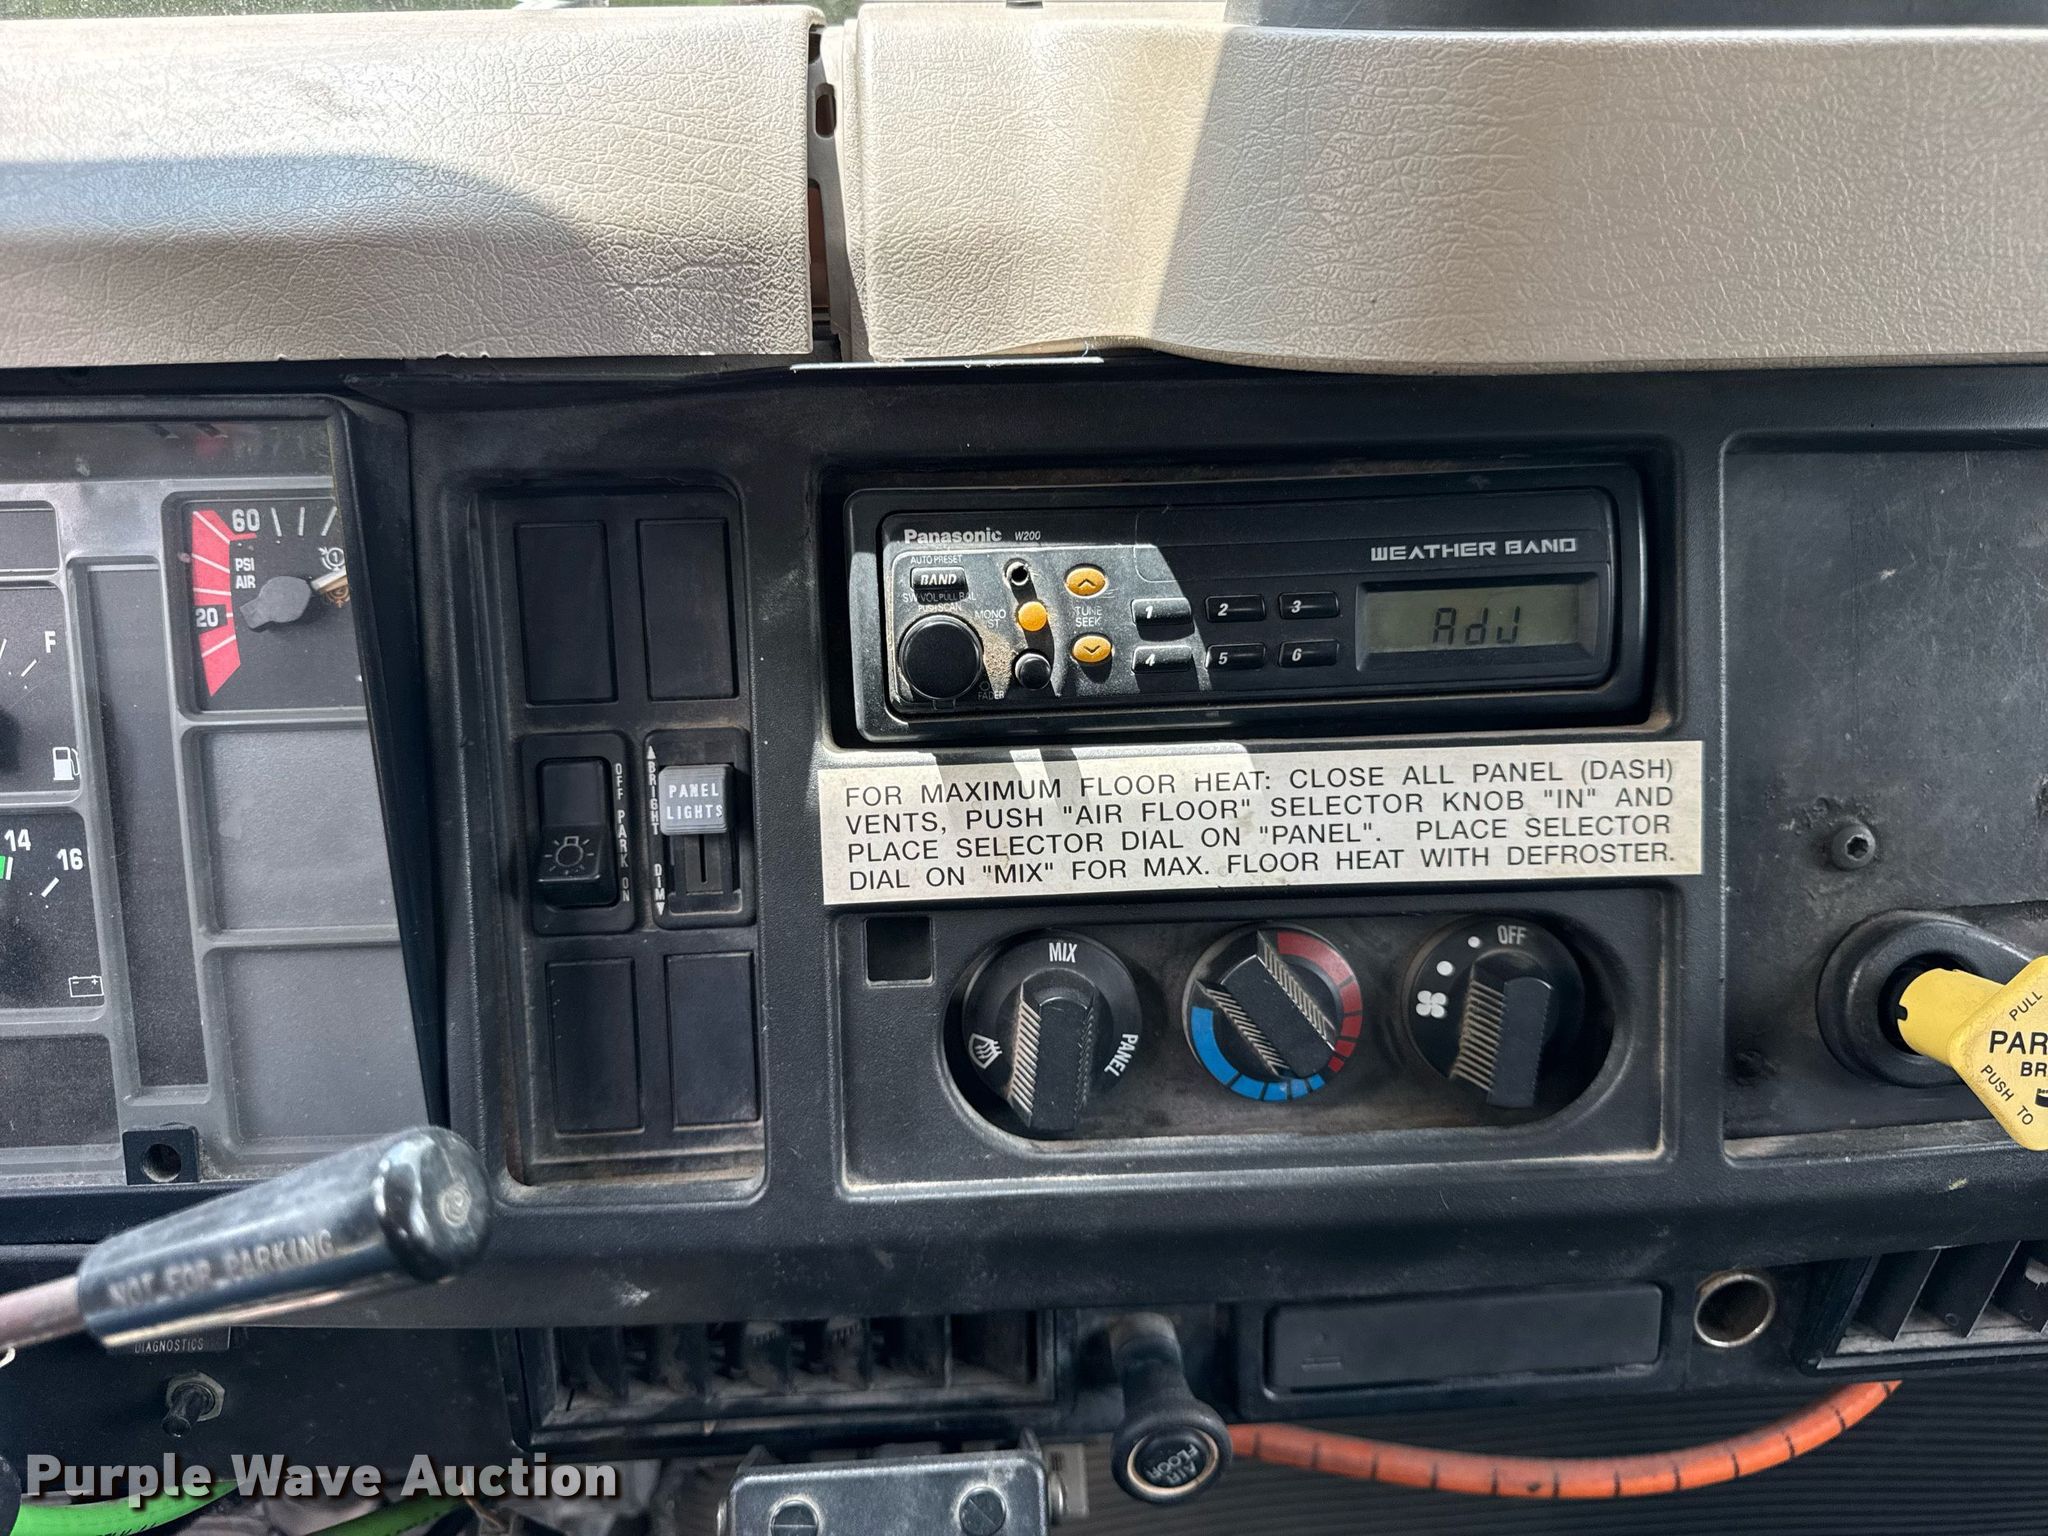 60
PSI
AIR
20
F
14
16
OFF PARK ON
▲BRIGHT DIM▼
PANEL
LIGHTS
Panasonic W200
AUTO PRESET
BAND
VOL PULL BAL
PUSH SCAN
MONO
ST
TUNE
SEEK
FADER
1 2 3
4 5 6
WEATHER BAND
AdJ
FOR MAXIMUM FLOOR HEAT: CLOSE ALL PANEL (DASH)
VENTS, PUSH "AIR FLOOR" SELECTOR KNOB "IN" AND
PLACE SELECTOR DIAL ON "PANEL". PLACE SELECTOR
DIAL ON "MIX" FOR MAX. FLOOR HEAT WITH DEFROSTER.
MIX
PANEL
OFF
PULL
PAR
BR
PUSH TO
NOT FOR PARKING
DIAGNOSTICS
AIR
FLOOR
Purple Wave Auction